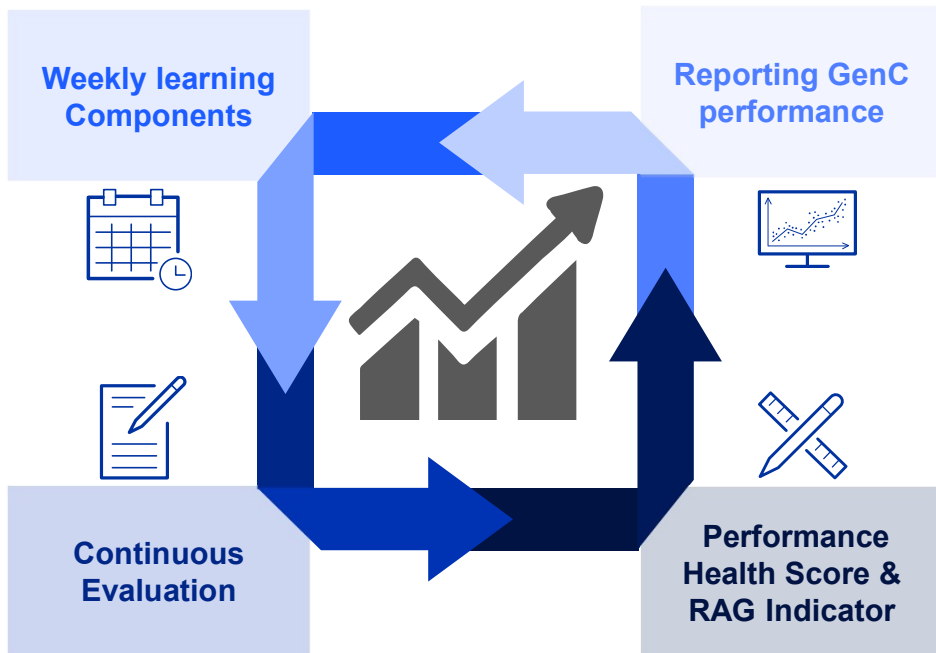 Weekly learning
Components
Reporting GenC
performance
Continuous
Evaluation
Performance
Health Score &
RAG Indicator